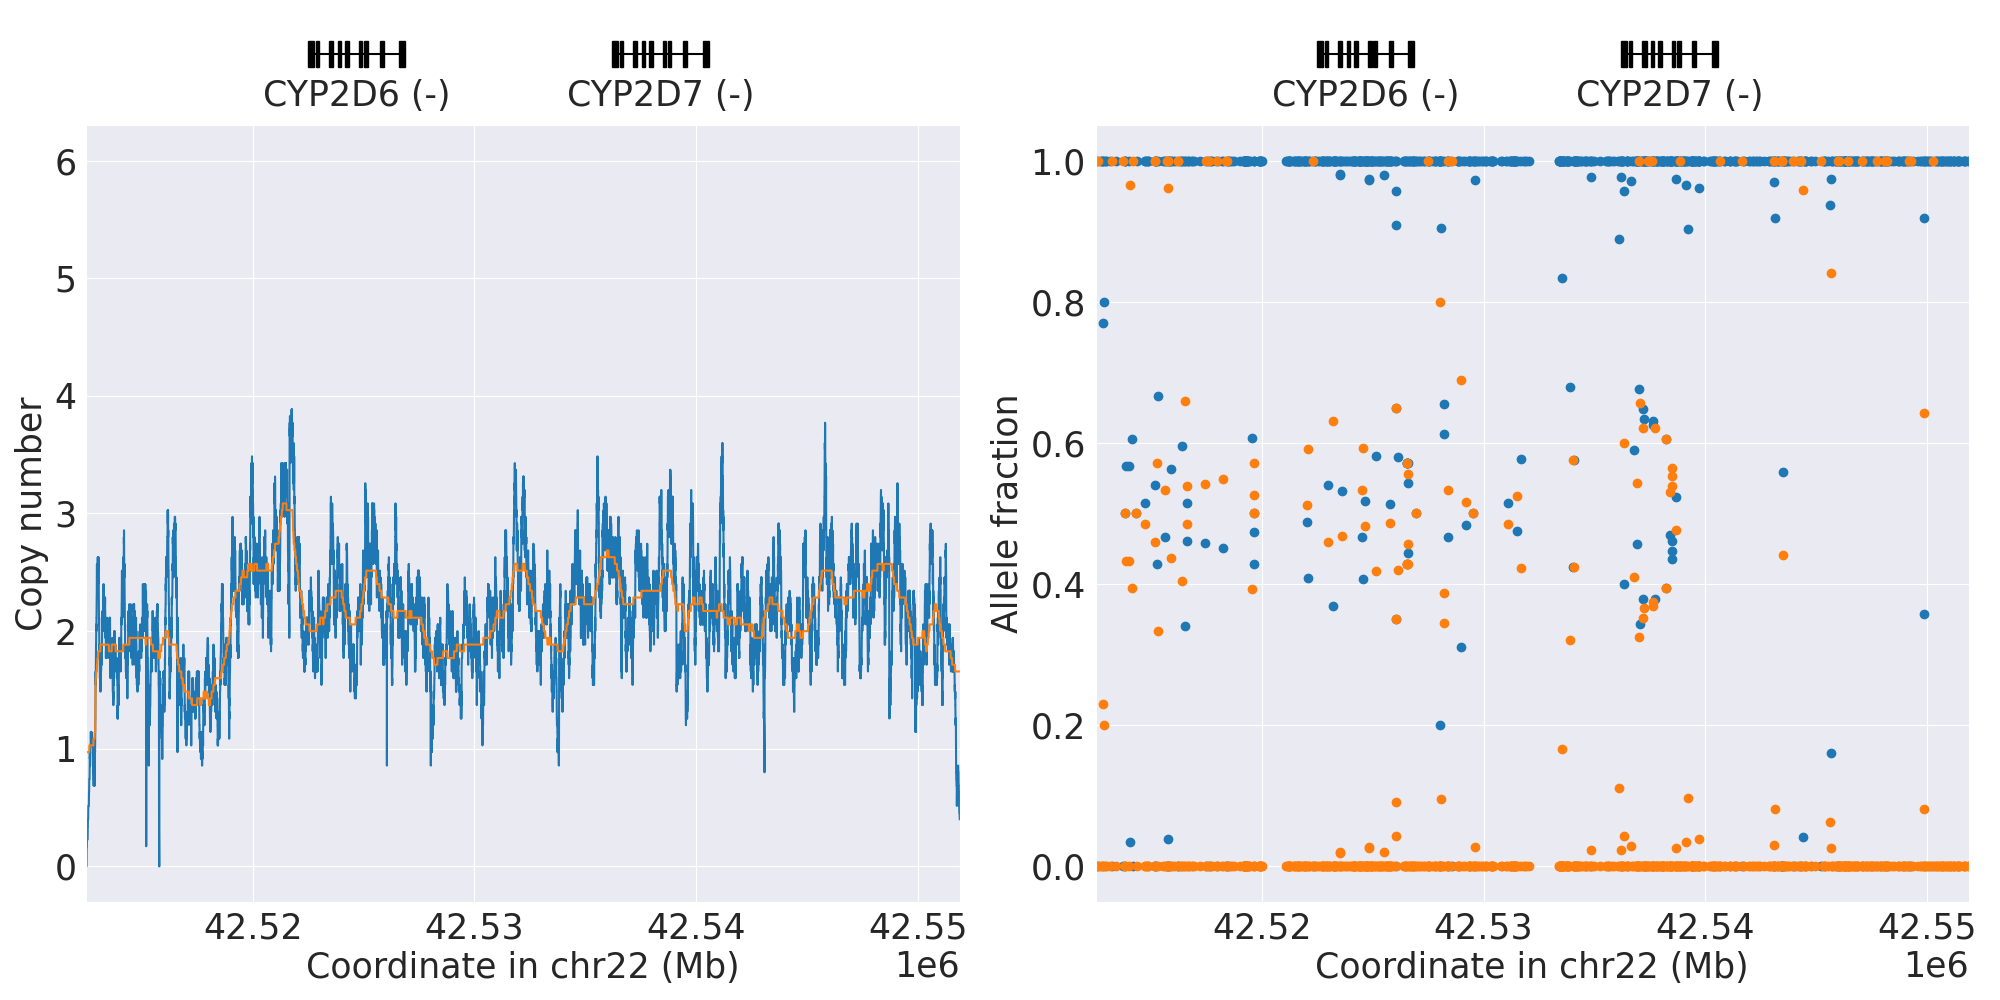 CYP2D6 (-)
CYP2D7 (-)
6
5
4
3
2
1
0
Copy number
42.52
42.53
42.54
42.55
1e6
Coordinate in chr22 (Mb)
CYP2D6 (-)
CYP2D7 (-)
1.0
0.8
0.6
0.4
0.2
0.0
Allele fraction
42.52
42.53
42.54
42.55
1e6
Coordinate in chr22 (Mb)